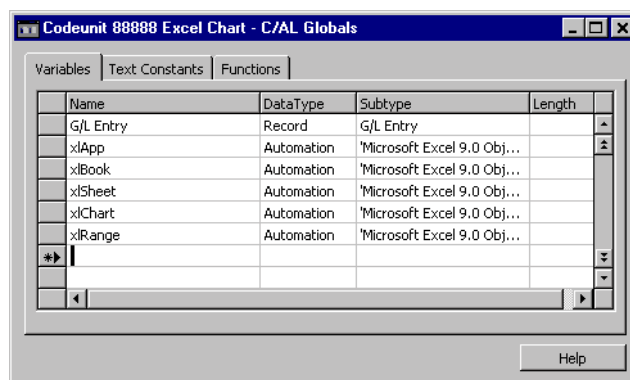 Codeunit 88888 Excel Chart - C/AL Globals
Variables Text Constants Functions
Name DataType Subtype Length
G/L Entry Record G/L Entry
xlApp Automation 'Microsoft Excel 9.0 Obj...
xlBook Automation 'Microsoft Excel 9.0 Obj...
xlSheet Automation 'Microsoft Excel 9.0 Obj...
xlChart Automation 'Microsoft Excel 9.0 Obj...
xlRange Automation 'Microsoft Excel 9.0 Obj...
Help